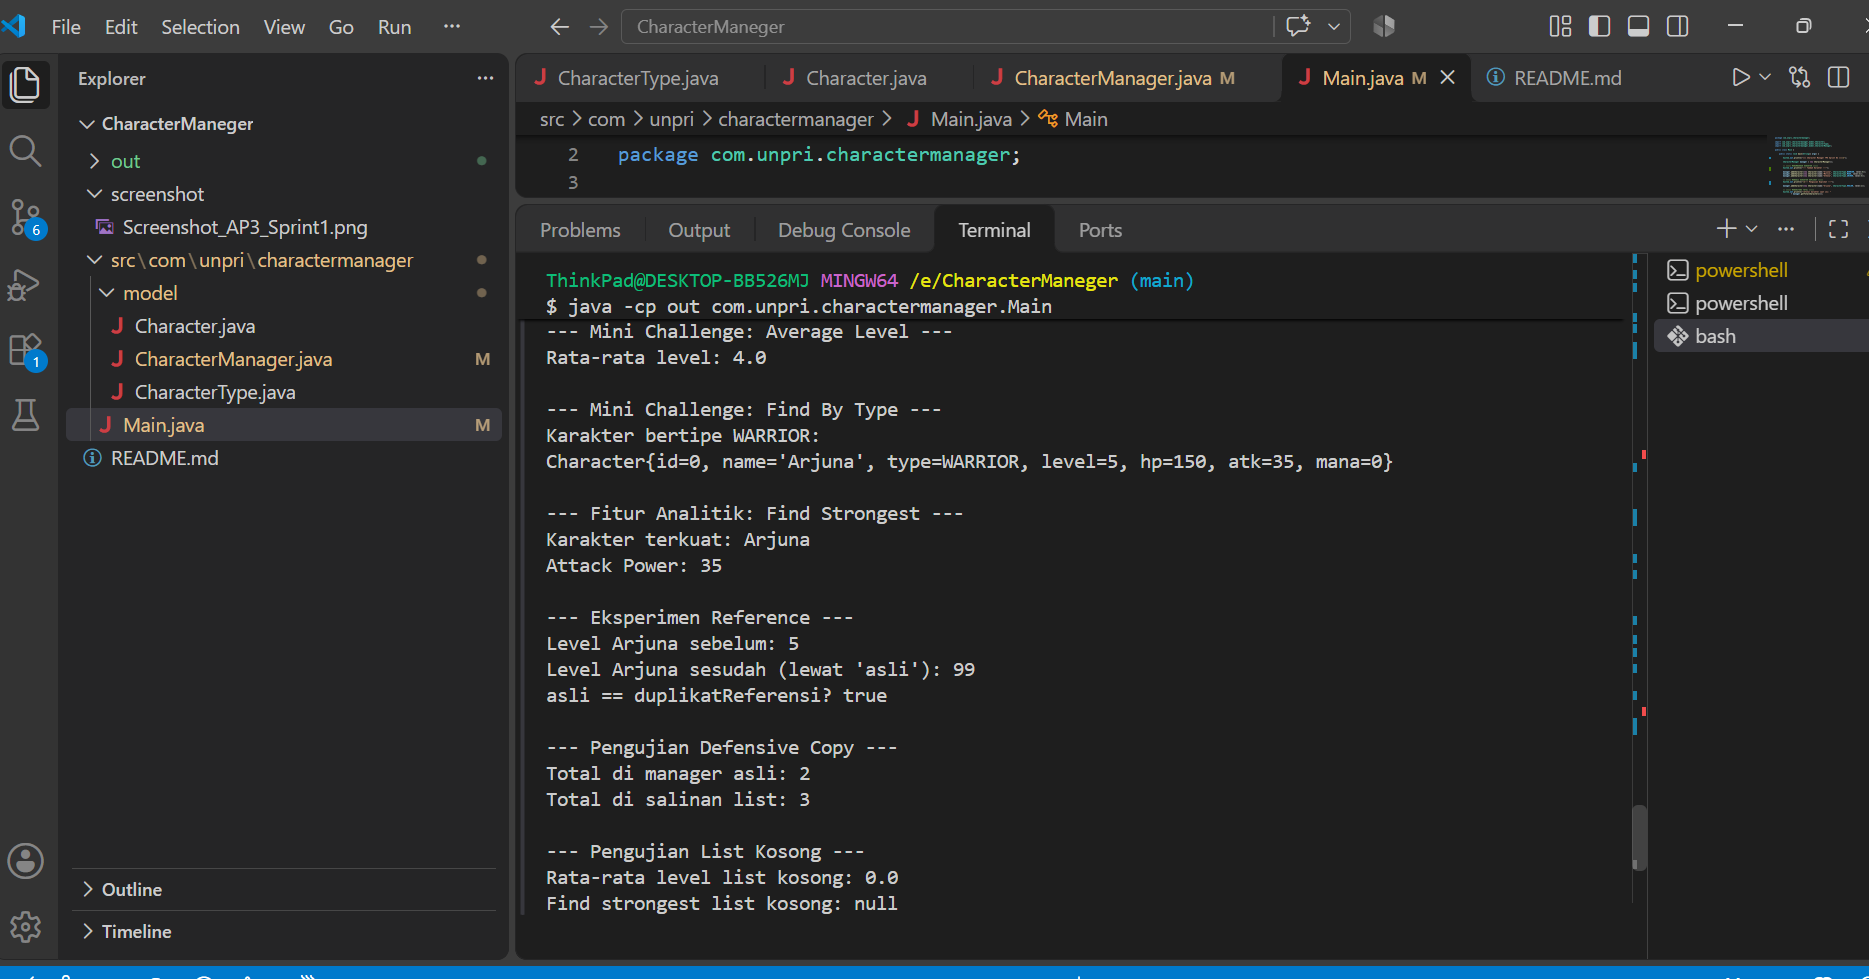 File Edit Selection View Go Run ···
CharacterManeger
Explorer ···
CharacterManeger
out
screenshot
Screenshot_AP3_Sprint1.png
src\com\unpri\charactermanager
model
Character.java
CharacterManager.java M
CharacterType.java
Main.java M
README.md
Outline
Timeline
6
1
CharacterType.java Character.java CharacterManager.java M Main.java M README.md
src > com > unpri > charactermanager > Main.java > Main
2 package com.unpri.charactermanager;
3
Problems Output Debug Console Terminal Ports
ThinkPad@DESKTOP-BB526MJ MINGW64 /e/CharacterManeger (main)
$ java -cp out com.unpri.charactermanager.Main
--- Mini Challenge: Average Level ---
Rata-rata level: 4.0
--- Mini Challenge: Find By Type ---
Karakter bertipe WARRIOR:
Character{id=0, name='Arjuna', type=WARRIOR, level=5, hp=150, atk=35, mana=0}
--- Fitur Analitik: Find Strongest ---
Karakter terkuat: Arjuna
Attack Power: 35
--- Eksperimen Reference ---
Level Arjuna sebelum: 5
Level Arjuna sesudah (lewat 'asli'): 99
asli == duplikatReferensi? true
--- Pengujian Defensive Copy ---
Total di manager asli: 2
Total di salinan list: 3
--- Pengujian List Kosong ---
Rata-rata level list kosong: 0.0
Find strongest list kosong: null
powershell
powershell
bash